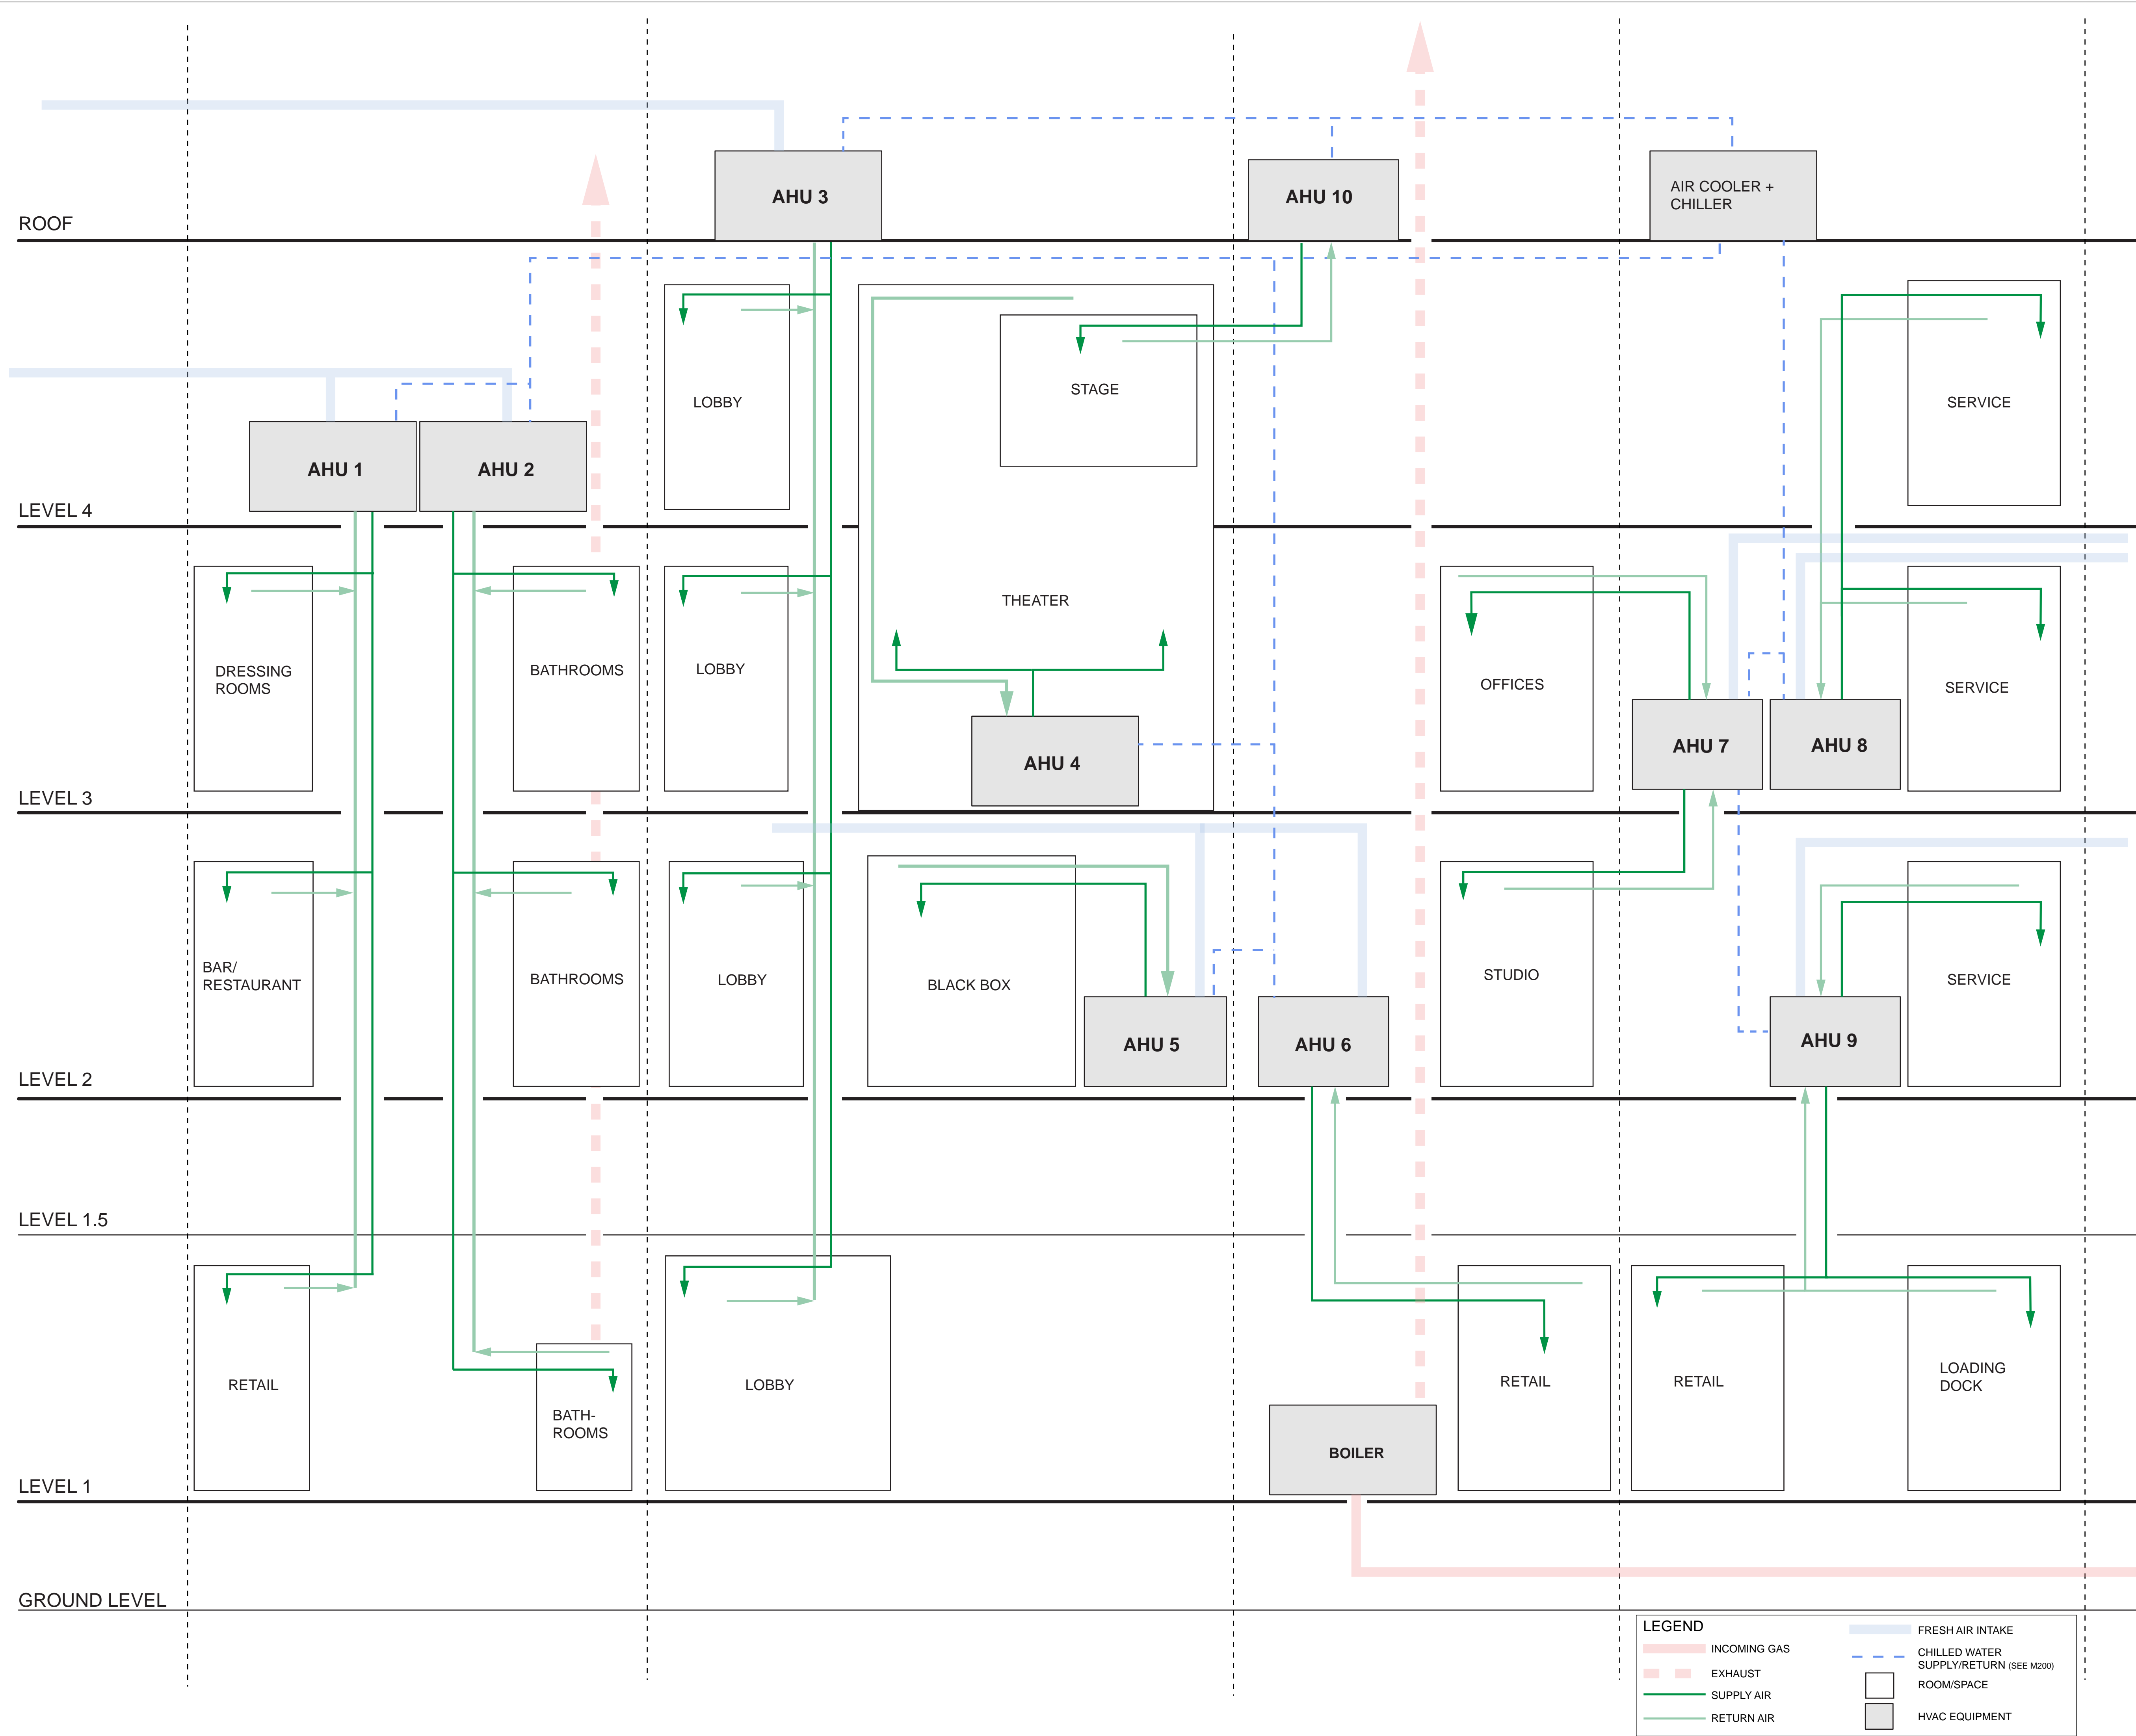 AHU 3
AHU 10
AIR COOLER +
CHILLER
ROOF
LOBBY
STAGE
SERVICE
AHU 1
AHU 2
LEVEL 4
THEATER
DRESSING
ROOMS
BATHROOMS
LOBBY
OFFICES
SERVICE
AHU 4
AHU 7
AHU 8
LEVEL 3
BAR/
RESTAURANT
BATHROOMS
LOBBY
BLACK BOX
STUDIO
SERVICE
AHU 5
AHU 6
AHU 9
LEVEL 2
LEVEL 1.5
RETAIL
BATH-
ROOMS
LOBBY
RETAIL
RETAIL
LOADING
DOCK
BOILER
LEVEL 1
GROUND LEVEL
LEGEND
INCOMING GAS
EXHAUST
SUPPLY AIR
RETURN AIR
FRESH AIR INTAKE
CHILLED WATER
SUPPLY/RETURN (SEE M200)
ROOM/SPACE
HVAC EQUIPMENT